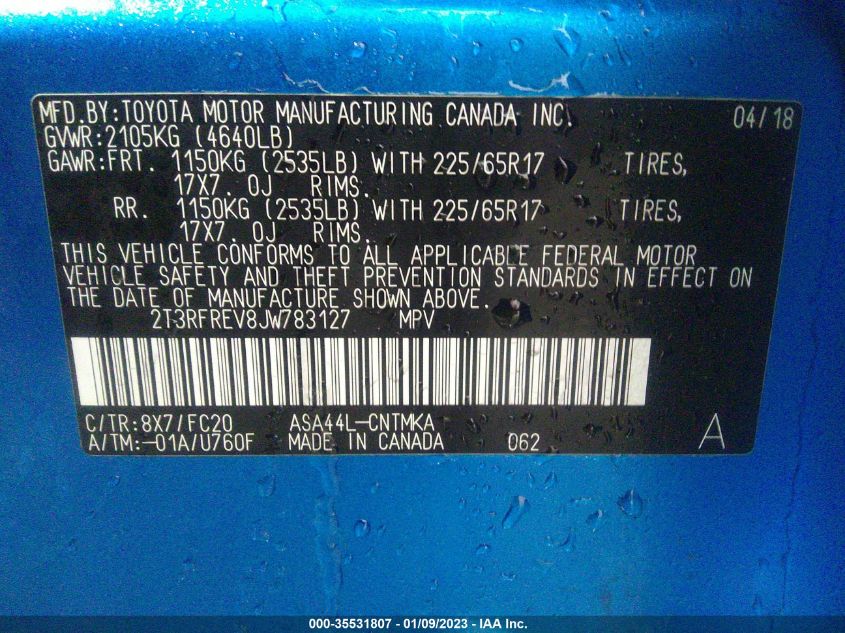 MFD.BY:TOYOTA MOTOR MANUFACTURING CANADA INC. 04/18
GVWR:2105KG (4640LB)
GAWR:FRT. 1150KG (2535LB) WITH 225/65R17 TIRES,
17X7.0J RIMS.
RR. 1150KG (2535LB) WITH 225/65R17 TIRES,
17X7.0J RIMS.
THIS VEHICLE CONFORMS TO ALL APPLICABLE FEDERAL MOTOR
VEHICLE SAFETY AND THEFT PREVENTION STANDARDS IN EFFECT ON
THE DATE OF MANUFACTURE SHOWN ABOVE.
2T3RFREV8JW783127 MPV
C/TR:8X7/FC20 ASA44L-CNTMKA
A/TM:-01A/U760F MADE IN CANADA 062 A
000-35531807 - 01/09/2023 - IAA Inc.